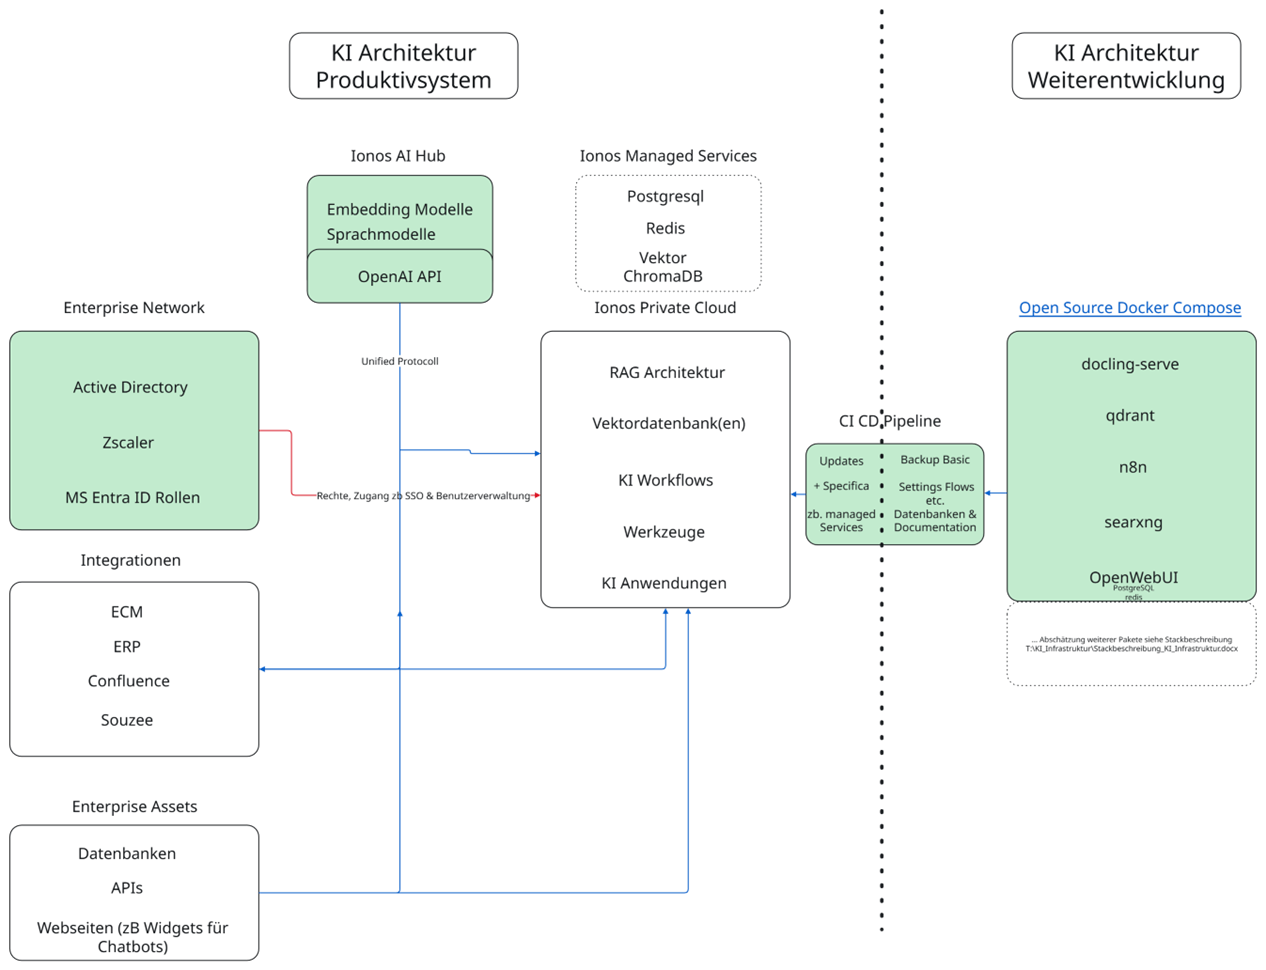 KI Architektur
Produktivsystem
KI Architektur
Weiterentwicklung
Ionos AI Hub
Embedding Modelle
Sprachmodelle
OpenAI API
Ionos Managed Services
Postgresql
Redis
Vektor
ChromaDB
Enterprise Network
Active Directory
Zscaler
MS Entra ID Rollen
Unified Protocoll
Rechte, Zugang zb SSO & Benutzerverwaltung
Ionos Private Cloud
RAG Architektur
Vektordatenbank(en)
KI Workflows
Werkzeuge
KI Anwendungen
CI CD Pipeline
Updates
+ Specifica
zb. managed
Services
Backup Basic
Settings Flows
etc.
Datenbanken &
Documentation
Open Source Docker Compose
docling-serve
qdrant
n8n
searxng
OpenWebUI
PostgreSQL
redis
... Abschätzung weiterer Pakete siehe Stackbeschreibung
T:\KI_Infrastruktur\Stackbeschreibung_KI_Infrastruktur.docx
Integrationen
ECM
ERP
Confluence
Souzee
Enterprise Assets
Datenbanken
APIs
Webseiten (zB Widgets für
Chatbots)